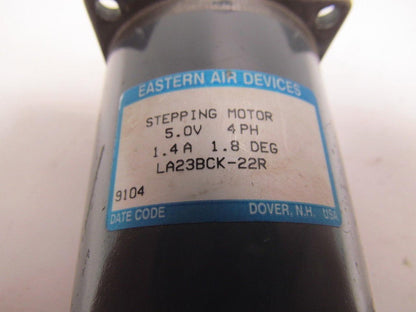 EASTERN AIR DEVICES
STEPPING MOTOR
5.0V 4PH
1.4A 1.8 DEG
LA23BCK-22R
9104
DATE CODE DOVER, N.H. USA